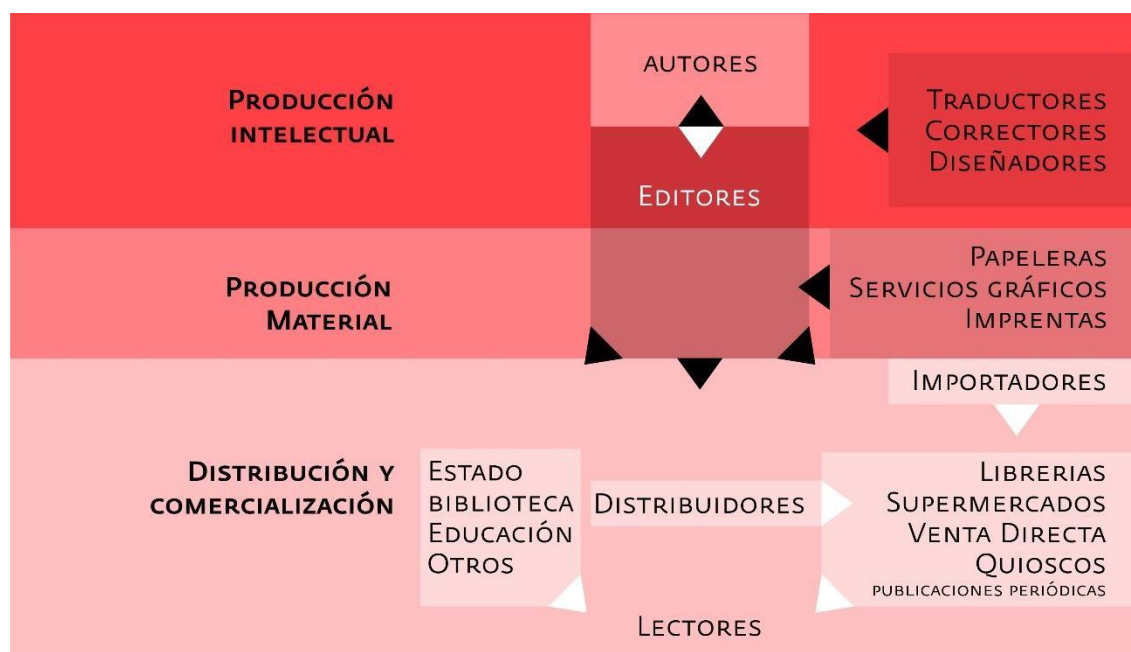 AUTORES
PRODUCCIÓN
INTELECTUAL
TRADUCTORES
CORRECTORES
DISEÑADORES
EDITORES
PRODUCCIÓN
MATERIAL
PAPELERAS
SERVICIOS GRÁFICOS
IMPRENTAS
IMPORTADORES
DISTRIBUCIÓN Y
COMERCIALIZACIÓN
ESTADO
BIBLIOTECA
EDUCACIÓN
OTROS
DISTRIBUIDORES
LIBRERIAS
SUPERMERCADOS
VENTA DIRECTA
QUIOSCOS
PUBLICACIONES PERIÓDICAS
LECTORES